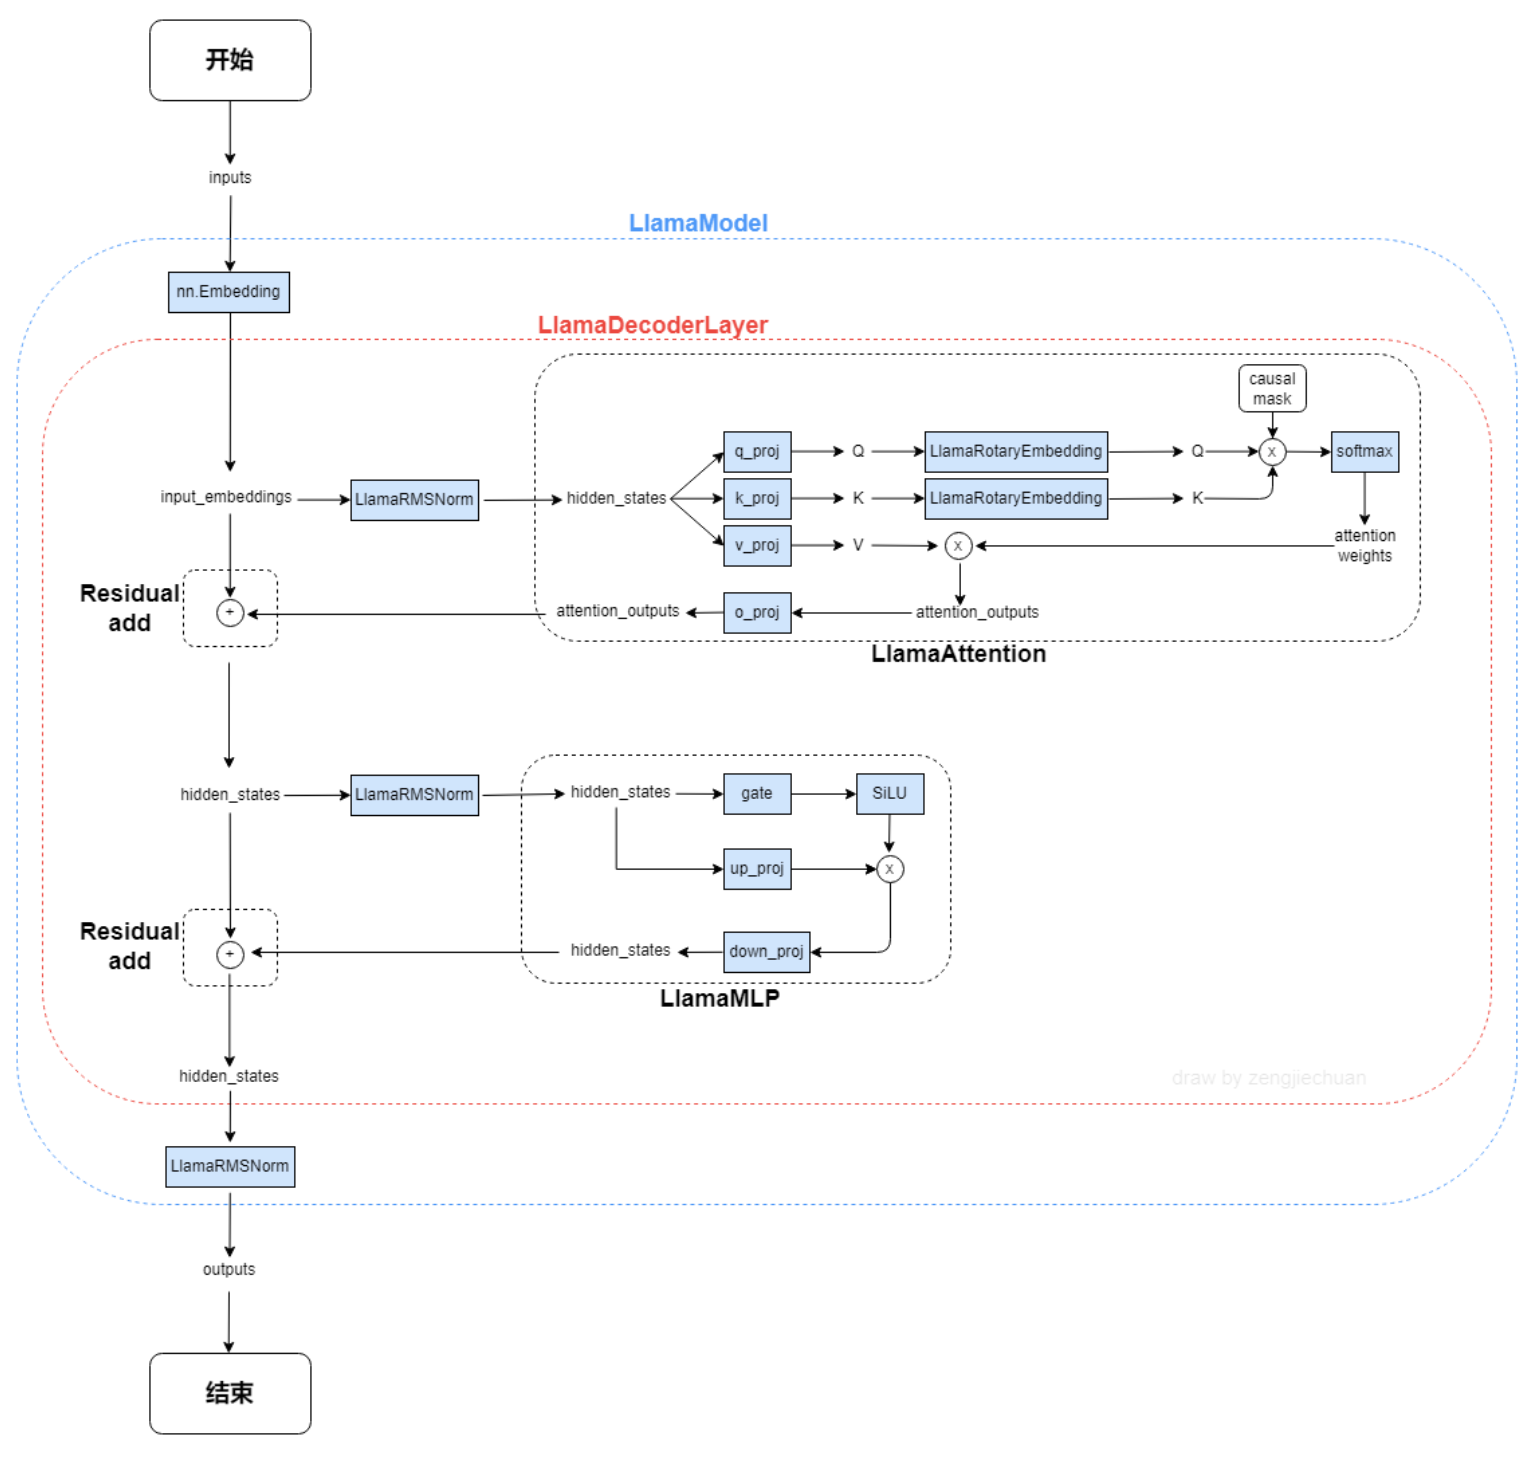 开始
inputs
LlamaModel
nn.Embedding
LlamaDecoderLayer
causal
mask
q_proj
Q
LlamaRotaryEmbedding
Q
x
softmax
input_embeddings
LlamaRMSNorm
hidden_states
k_proj
K
LlamaRotaryEmbedding
K
v_proj
V
x
attention
weights
Residual
add
+
attention_outputs
o_proj
attention_outputs
LlamaAttention
hidden_states
LlamaRMSNorm
hidden_states
gate
SiLU
up_proj
x
Residual
add
+
hidden_states
down_proj
LlamaMLP
hidden_states
draw by zengjiechuan
LlamaRMSNorm
outputs
结束